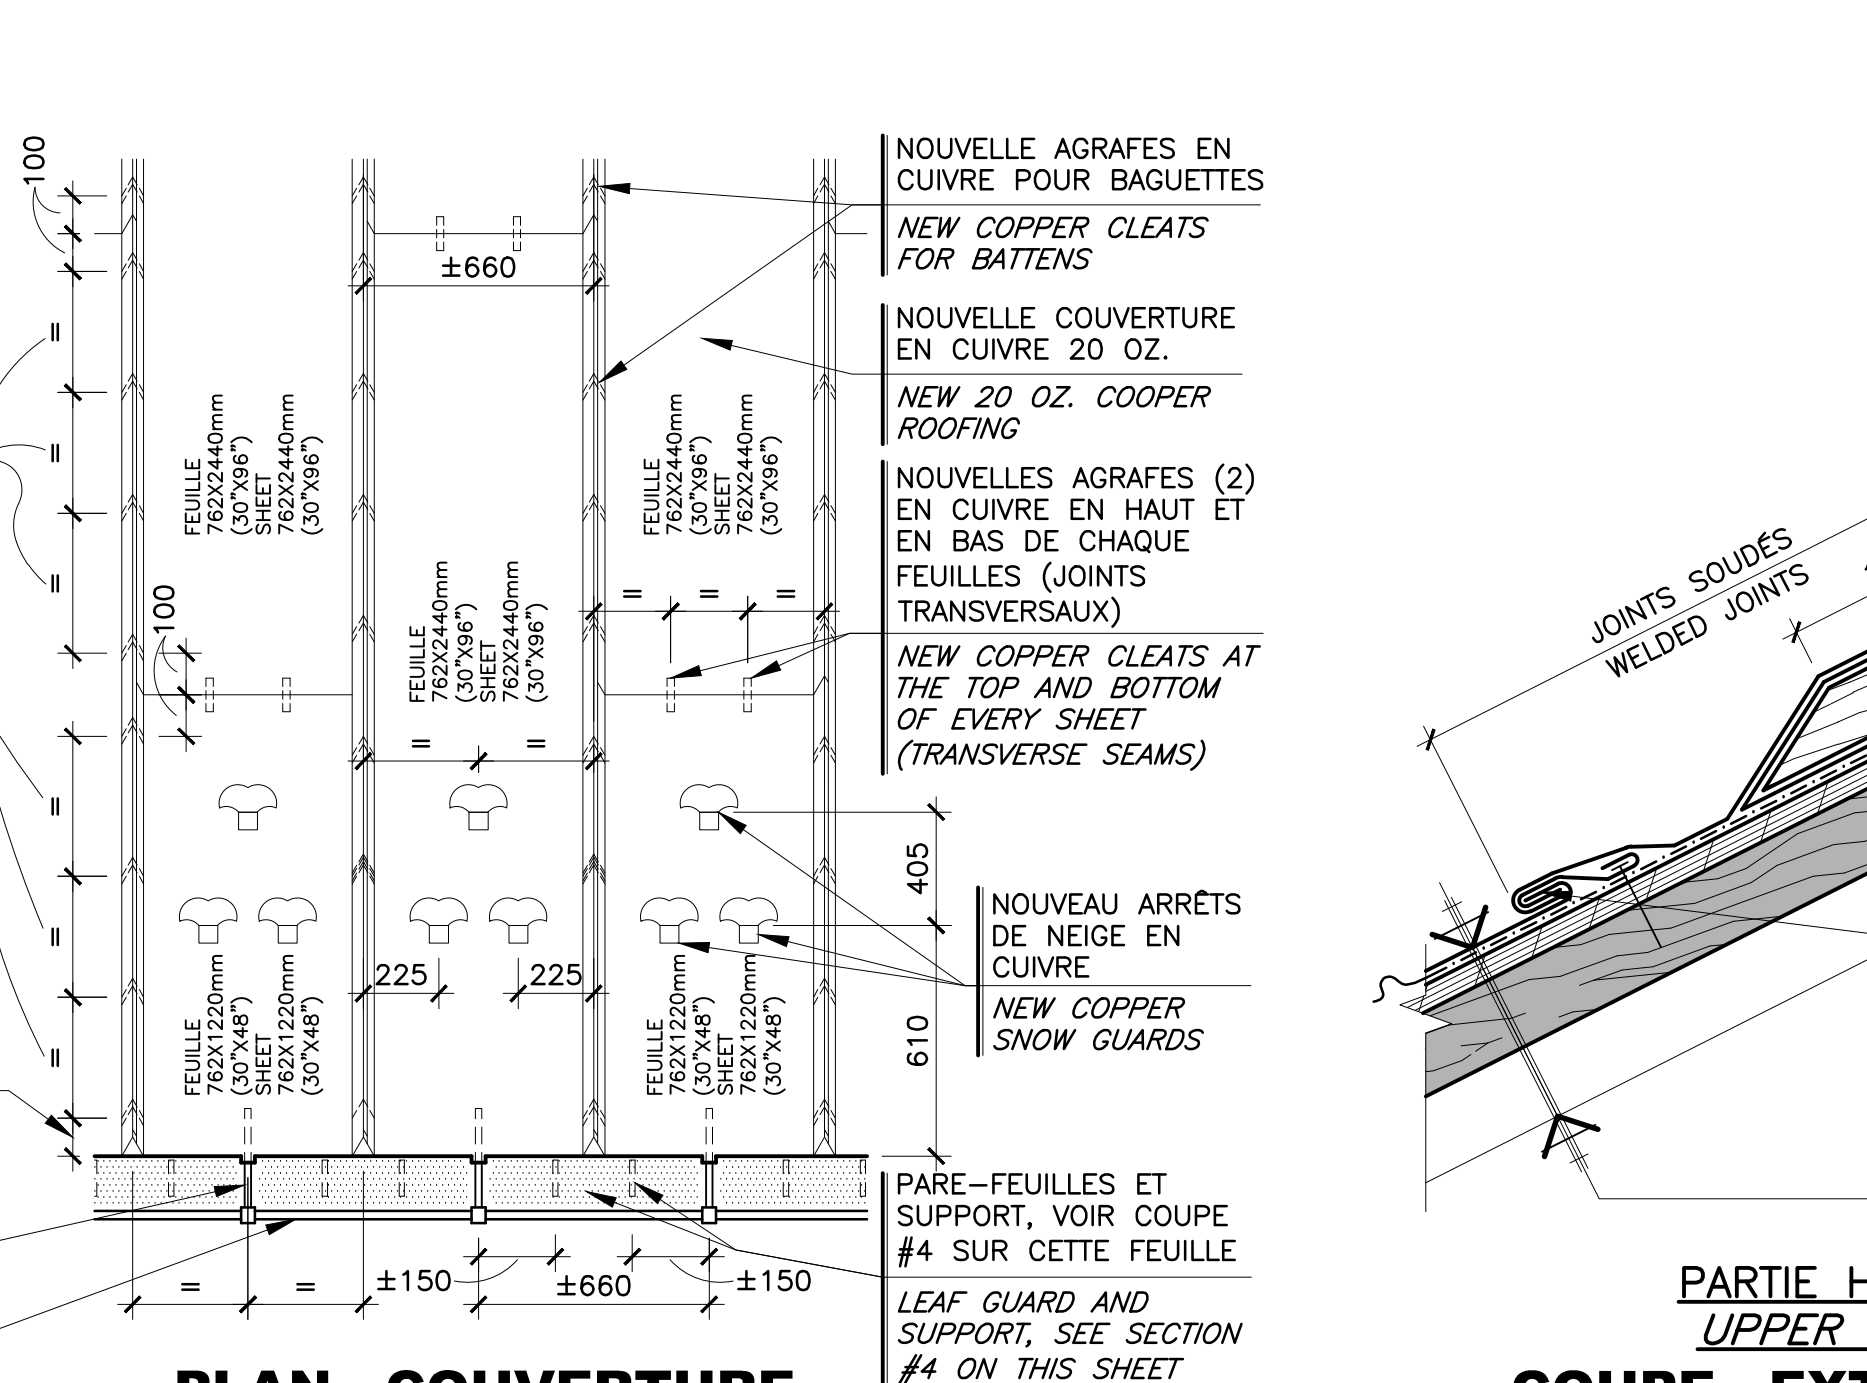 100
100
±660
NOUVELLE AGRAFES EN
CUIVRE POUR BAGUETTES
NEW COPPER CLEATS
FOR BATTENS
NOUVELLE COUVERTURE
EN CUIVRE 20 OZ.
NEW 20 OZ. COOPER
ROOFING
NOUVELLES AGRAFES (2)
EN CUIVRE EN HAUT ET
EN BAS DE CHAQUE
FEUILLES (JOINTS
TRANSVERSAUX)
NEW COPPER CLEATS AT
THE TOP AND BOTTOM
OF EVERY SHEET
(TRANSVERSE SEAMS)
FEUILLE
762X2440mm
(30"X96")
SHEET
762X2440mm
(30"X96")
FEUILLE
762X2440mm
(30"X96")
SHEET
762X2440mm
(30"X96")
FEUILLE
762X2440mm
(30"X96")
SHEET
762X2440mm
(30"X96")
= = =
= =
405
610
NOUVEAU ARRÊTS
DE NEIGE EN
CUIVRE
NEW COPPER
SNOW GUARDS
225 225
FEUILLE
762X1220mm
(30"X48")
SHEET
762X1220mm
(30"X48")
FEUILLE
762X1220mm
(30"X48")
SHEET
762X1220mm
(30"X48")
= =
±150 ±660 ±150
PARE-FEUILLES ET
SUPPORT, VOIR COUPE
#4 SUR CETTE FEUILLE
LEAF GUARD AND
SUPPORT, SEE SECTION
#4 ON THIS SHEET
PLAN COUVERTURE
JOINTS SOUDÉS
WELDED JOINTS
PARTIE H
UPPER
COUPE EXT